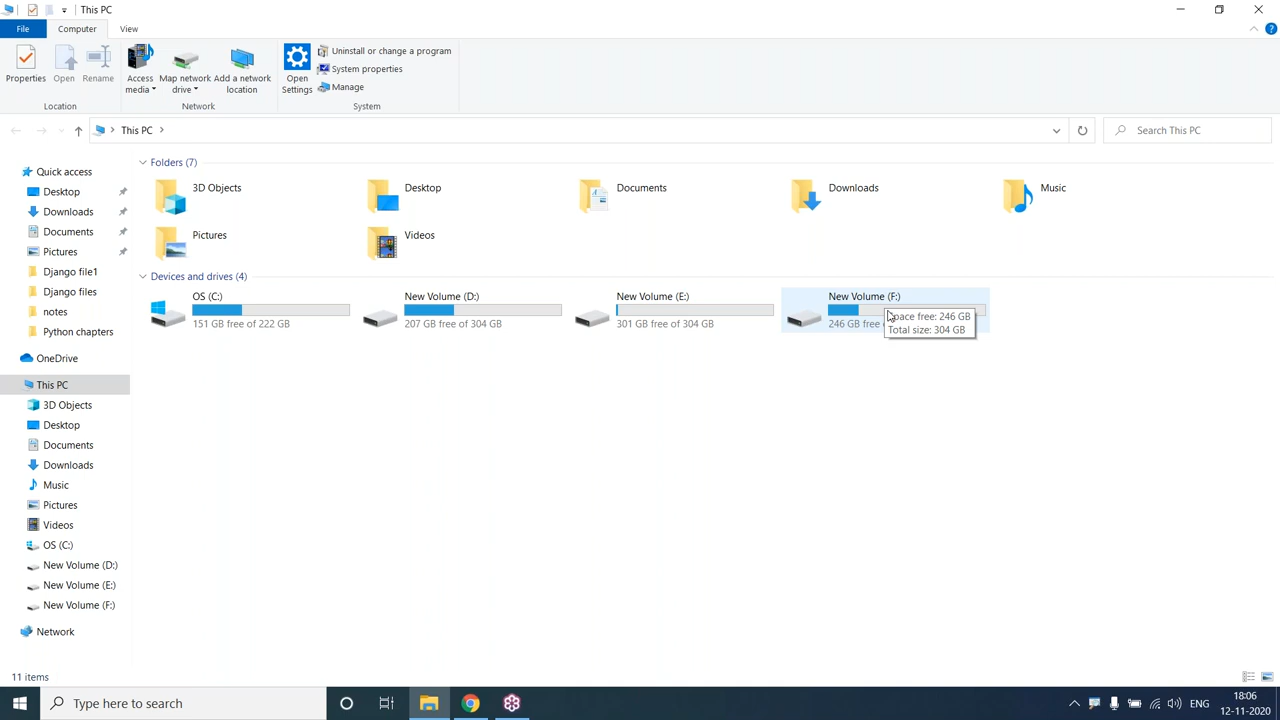 This PC
File Computer View
Properties Open Rename Access media Map network drive Add a network location Open Settings Uninstall or change a program
System properties
Manage
Location Network System
This PC Search This PC
Quick access
Desktop
Downloads
Documents
Pictures
Django file1
Django files
notes
Python chapters
OneDrive
This PC
3D Objects
Desktop
Documents
Downloads
Music
Pictures
Videos
OS (C:)
New Volume (D:)
New Volume (E:)
New Volume (F:)
Network
Folders (7)
3D Objects Desktop Documents Downloads Music
Pictures Videos
Devices and drives (4)
OS (C:) New Volume (D:) New Volume (E:) New Volume (F:)
151 GB free of 222 GB 207 GB free of 304 GB 301 GB free of 304 GB 246 GB free
free: 246 GB
Total size: 304 GB
11 items
Type here to search
ENG
18:06
12-11-2020